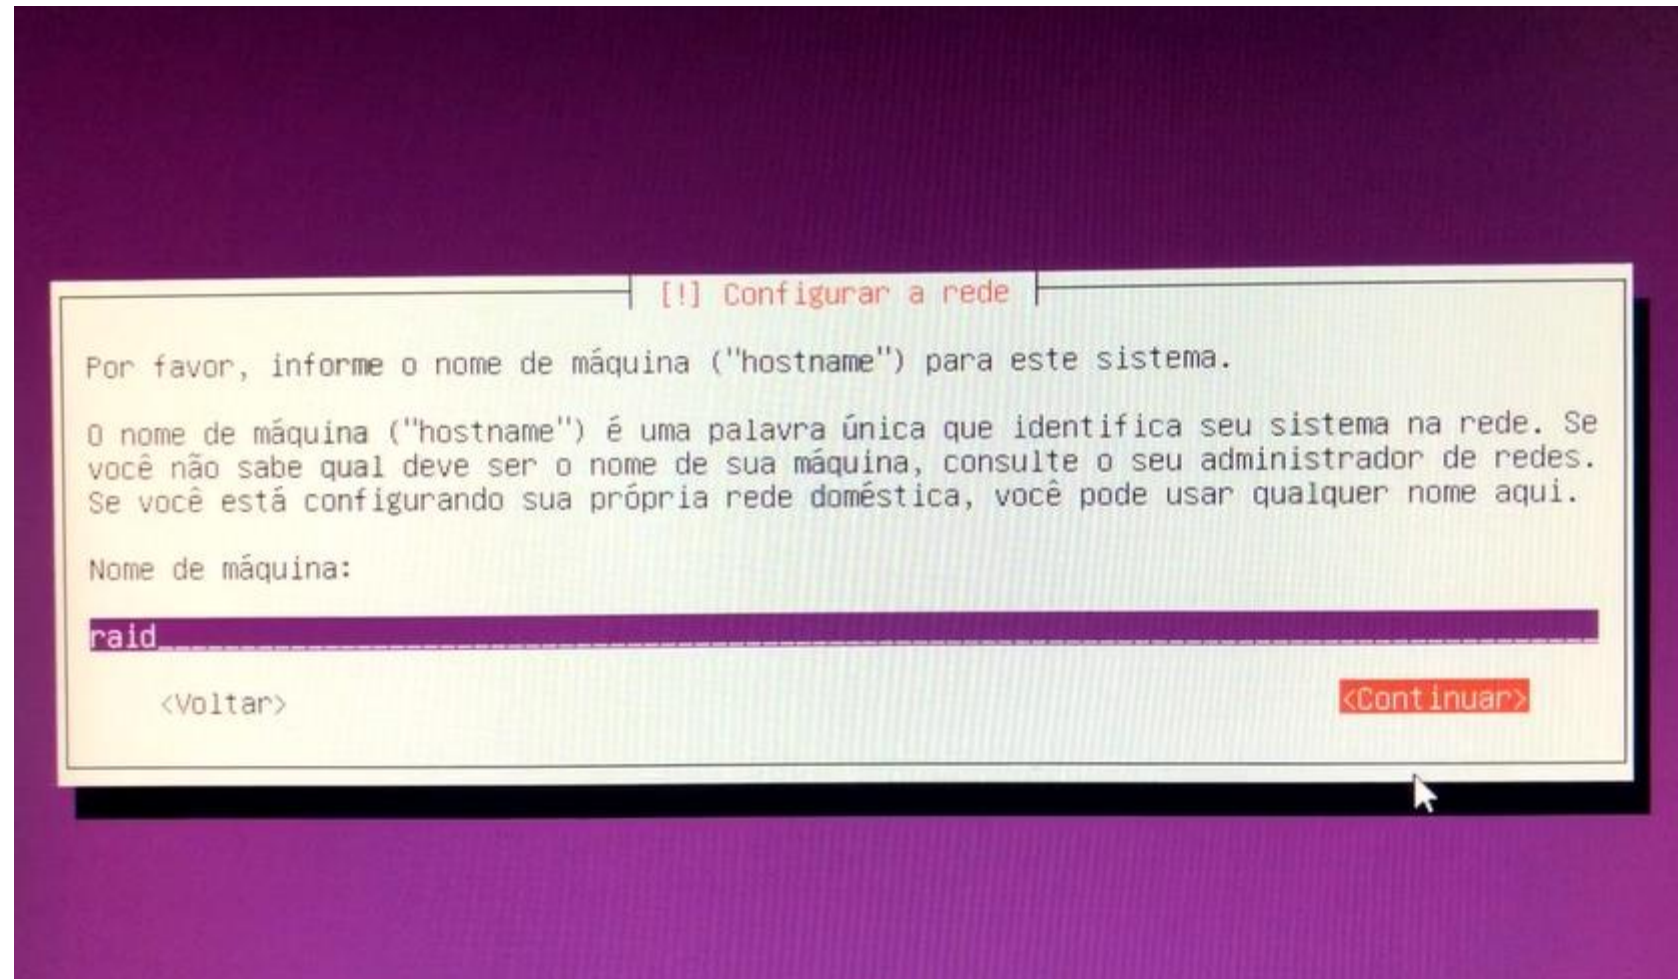 [!] Configurar a rede
Por favor, informe o nome de máquina ("hostname") para este sistema.
O nome de máquina ("hostname") é uma palavra única que identifica seu sistema na rede. Se
você não sabe qual deve ser o nome de sua máquina, consulte o seu administrador de redes.
Se você está configurando sua própria rede doméstica, você pode usar qualquer nome aqui.
Nome de máquina:
raid
<Voltar> <Continuar>